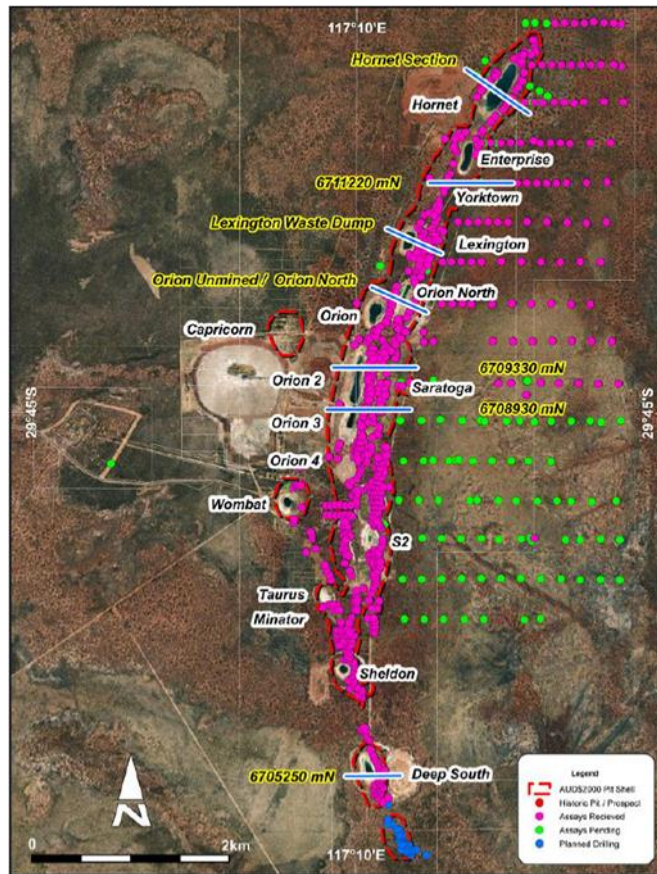 117°10'E
Hornet Section
Hornet
Enterprise
6711220 mN
Yorktown
Lexington Waste Dump
Lexington
Orion Unmined / Orion North
Orion North
Orion
Capricorn
Orion 2
6709330 mN
Saratoga
29°45'S
29°45'S
Orion 3
6708930 mN
Orion 4
Wombat
S2
Taurus
Minator
Sheldon
6705250 mN
Deep South
N
0
2km
117°10'E
Legend
AUD$2000 Pit Shell
Historic Pit / Prospect
Assays Recieved
Assays Pending
Planned Drilling